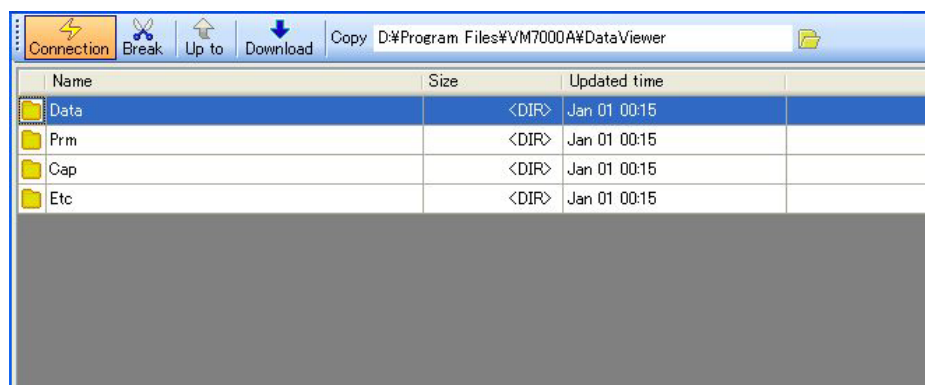 Connection Break Up to Download Copy D:¥Program Files¥VM7000A¥DataViewer
Name Size Updated time
Data <DIR> Jan 01 00:15
Prm <DIR> Jan 01 00:15
Cap <DIR> Jan 01 00:15
Etc <DIR> Jan 01 00:15